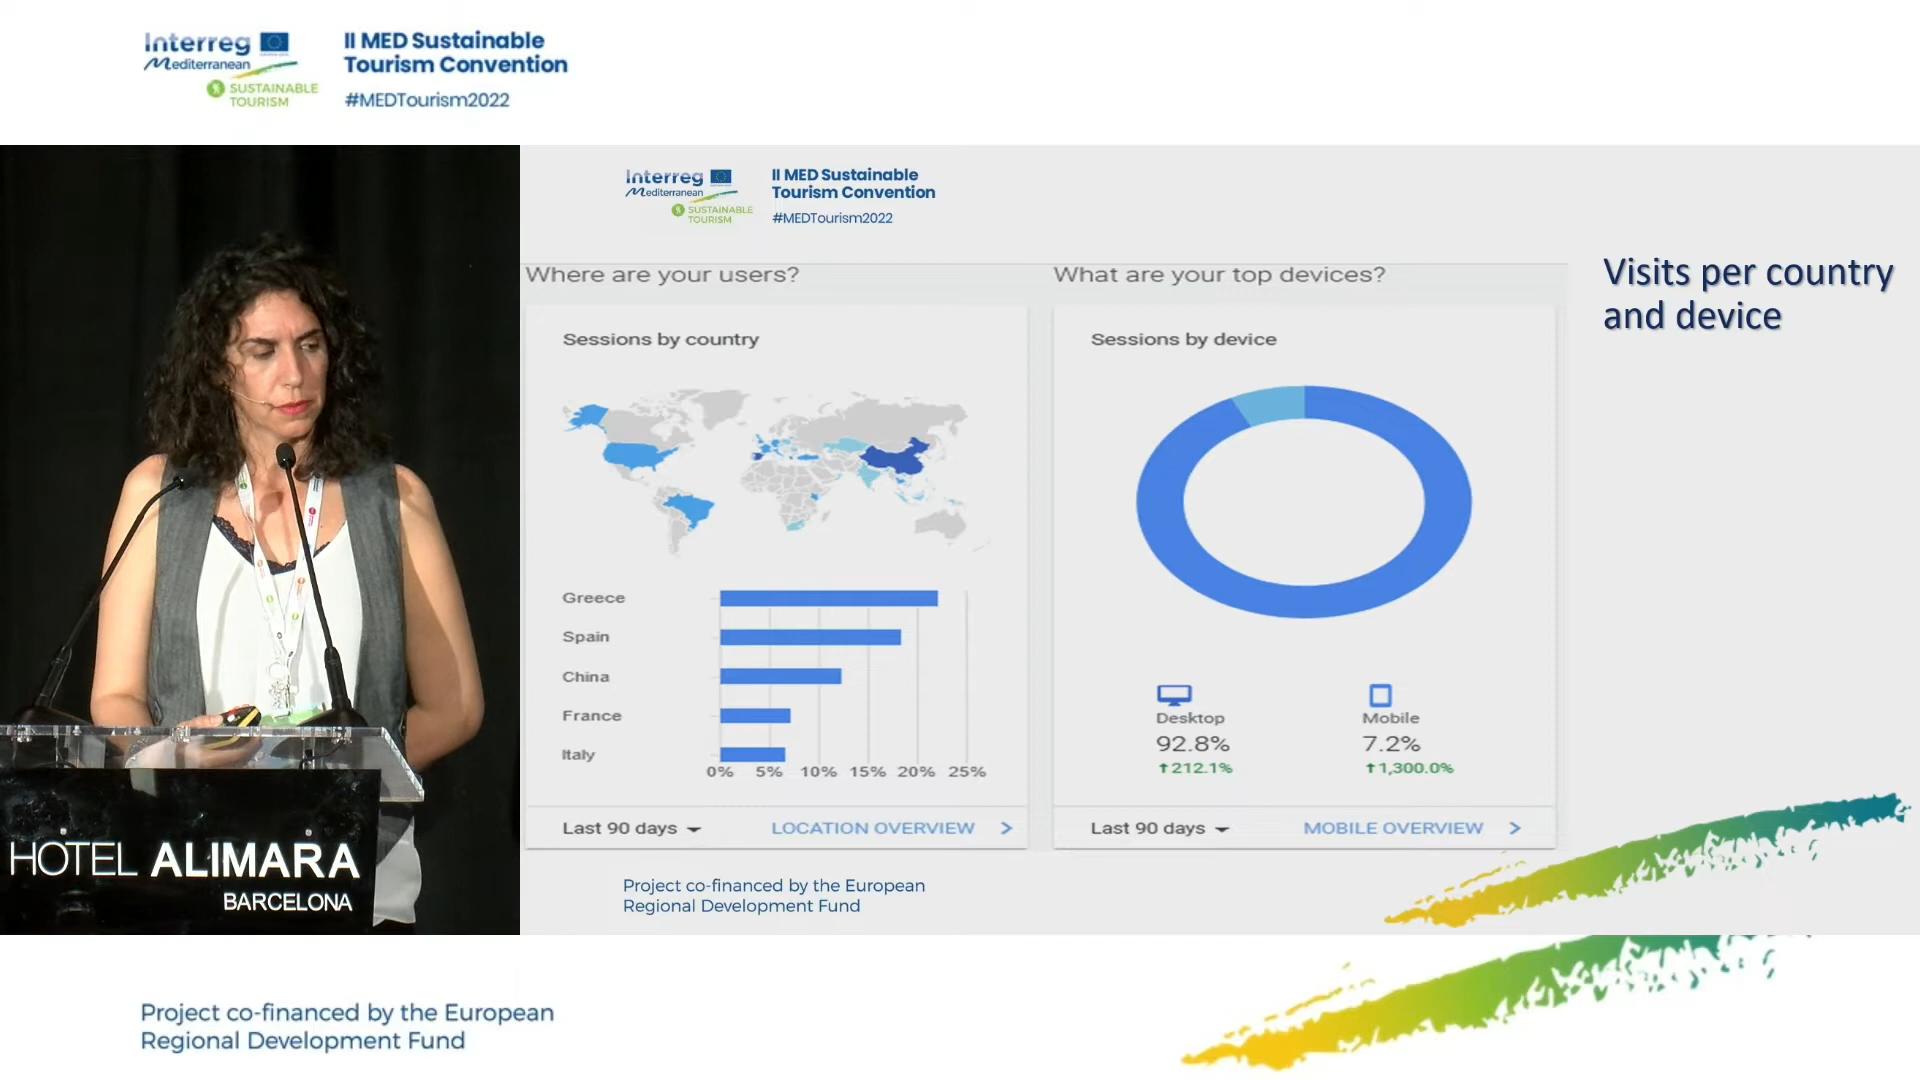 Interreg
Mediterranean
SUSTAINABLE
TOURISM
II MED Sustainable
Tourism Convention
#MEDTourism2022
Interreg
Mediterranean
SUSTAINABLE
TOURISM
II MED Sustainable
Tourism Convention
#MEDTourism2022
Where are your users?
Sessions by country
Greece
Spain
China
France
Italy
0% 5% 10% 15% 20% 25%
Last 90 days
LOCATION OVERVIEW >
What are your top devices?
Sessions by device
Desktop
92.8%
↑212.1%
Mobile
7.2%
↑1,300.0%
Last 90 days
MOBILE OVERVIEW >
Visits per country
and device
Project co-financed by the European
Regional Development Fund
HOTEL ALIMARA
BARCELONA
Project co-financed by the European
Regional Development Fund